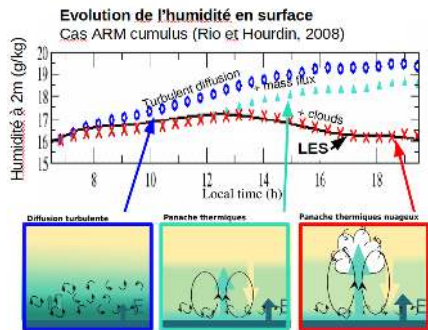 Evolution de l'humidité en surface
Cas ARM cumulus (Rio et Hourdin, 2008)
Humidité à 2m (g/kg)
20
19
18
17
16
15
Turbulent diffusion
+ mass flux
+ clouds
LES
8
10
12
14
16
18
Local time (h)
Diffusion turbulente
Panache thermiques
Panache thermiques nuageux
E
E
E